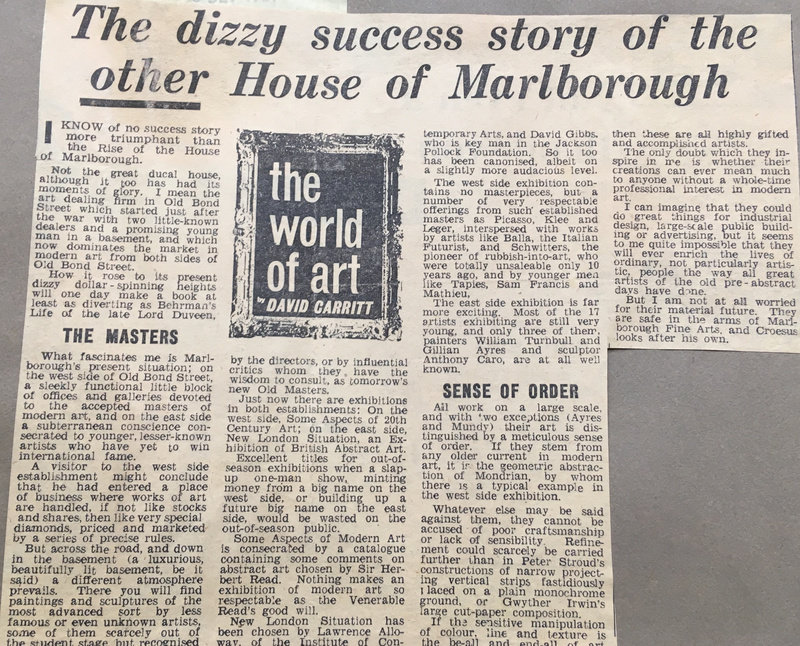 The dizzy success story of the
other House of Marlborough
I KNOW of no success story
more triumphant than
the Rise of the House
of Marlborough.
Not the great ducal house,
although it too has had its
moments of glory. I mean the
art dealing firm in Old Bond
Street which started just after
the war with two little-known
dealers and a promising young
man in a basement, and which
now dominates the market in
modern art from both sides of
Old Bond Street.
How it rose to its present
dizzy dollar-spinning heights
will one day make a book at
least as diverting as Behrman's
Life of the late Lord Duveen.
THE MASTERS
What fascinates me is Marl-
borough's present situation; on
the west side of Old Bond Street,
a sleekly functional little block
of offices and galleries devoted
to the accepted masters of
modern art, and on the east side
a subterranean conscience con-
secrated to younger, lesser-known
artists who have yet to win
international fame.
A visitor to the west side
establishment might conclude
that he had entered a place
of business where works of art
are handled, if not like stocks
and shares, then like very special
diamonds, priced and marketed
by a series of precise rules.
But across the road, and down
in the basement (a luxurious,
beautifully lit basement, be it
said) a different atmosphere
prevails. There you will find
paintings and sculptures of the
most advanced sort by less
famous or even unknown artists,
some of them scarcely out of
the student stage but recognised
the
world
of art
by DAVID CARRITT
by the directors, or by influential
critics whom they have the
wisdom to consult, as tomorrow's
new Old Masters.
Just now there are exhibitions
in both establishments: On the
west side, Some Aspects of 20th
Century Art; on the east side,
New London Situation, an Ex-
hibition of British Abstract Art.
Excellent titles for out-of-
season exhibitions when a slap-
up one-man show, minting
money from a big name on the
west side, or building up a
future big name on the east
side, would be wasted on the
out-of-season public.
Some Aspects of Modern Art
is consecrated by a catalogue
containing some comments on
abstract art chosen by Sir Her-
bert Read. Nothing makes an
exhibition of modern art so
respectable as the Venerable
Read's good will.
New London Situation has
been chosen by Lawrence Allo-
way, of the Institute of Con-
temporary Arts, and David Gibbs,
who is key man in the Jackson
Pollock Foundation. So it too
has been canonised, albeit on
a slightly more audacious level.
The west side exhibition con-
tains no masterpieces, but a
number of very respectable
offerings from such established
masters as Picasso, Klee and
Leger, interspersed with works
by artists like Balla, the Italian
Futurist, and Schwitters, the
pioneer of rubbish-into-art, who
were totally unsaleable only 10
years ago, and by younger men
like Tapies, Sam Francis and
Mathieu.
The east side exhibition is far
more exciting. Most of the 17
artists exhibiting are still very
young, and only three of them,
painters William Turnbull and
Gillian Ayres and sculptor
Anthony Caro, are at all well
known.
SENSE OF ORDER
All work on a large scale,
and with two exceptions (Ayres
and Mundy) their art is dis-
tinguished by a meticulous sense
of order. If they stem from
any older current in modern
art, it is the geometric abstrac-
tion of Mondrian, by whom
there is a typical example in
the west side exhibition.
Whatever else may be said
against them, they cannot be
accused of poor craftsmanship
or lack of sensibility. Refine-
ment could scarcely be carried
further than in Peter Stroud's
constructions of narrow project-
ing vertical strips fastidiously
placed on a plain monochrome
ground, or Gwyther Irwin's
large cut-paper composition.
If the sensitive manipulation
of colour, line and texture is
the be-all and end-all of art
then these are all highly gifted
and accomplished artists.
The only doubt which they in-
spire in me is whether their
creations can ever mean much
to anyone without a whole-time
professional interest in modern
art.
I can imagine that they could
do great things for industrial
design, large-scale public build-
ing or advertising, but it seems
to me quite impossible that they
will ever enrich the lives of
ordinary, not particularly artis-
tic, people the way all great
artists of the old pre-abstract
days have done.
But I am not at all worried
for their material future. They
are safe in the arms of Marl-
borough Fine Arts, and Croesus
looks after his own.